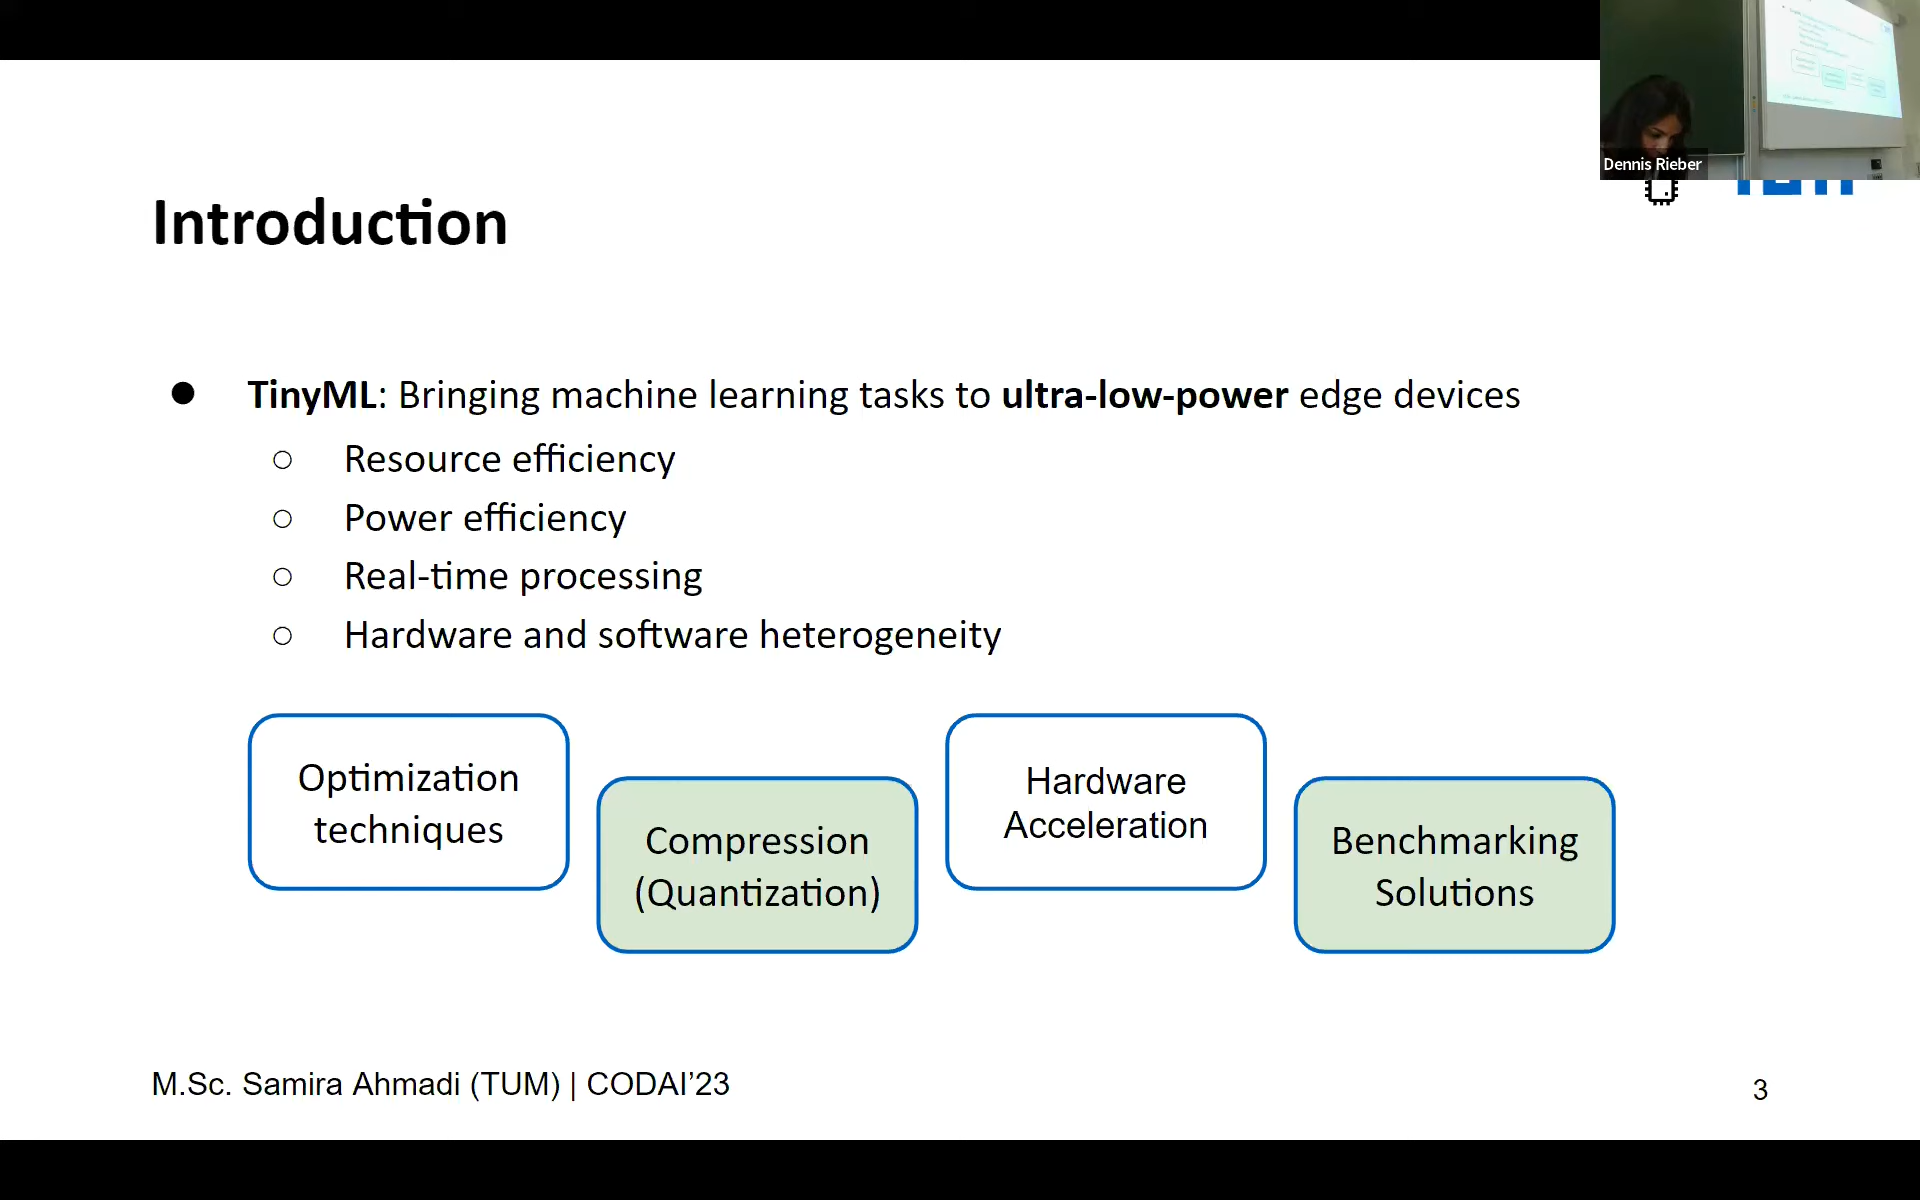 Dennis Rieber
Introduction
● TinyML: Bringing machine learning tasks to ultra-low-power edge devices
○ Resource efficiency
○ Power efficiency
○ Real-time processing
○ Hardware and software heterogeneity
Optimization
techniques
Compression
(Quantization)
Hardware
Acceleration
Benchmarking
Solutions
M.Sc. Samira Ahmadi (TUM) | CODAI’23
3